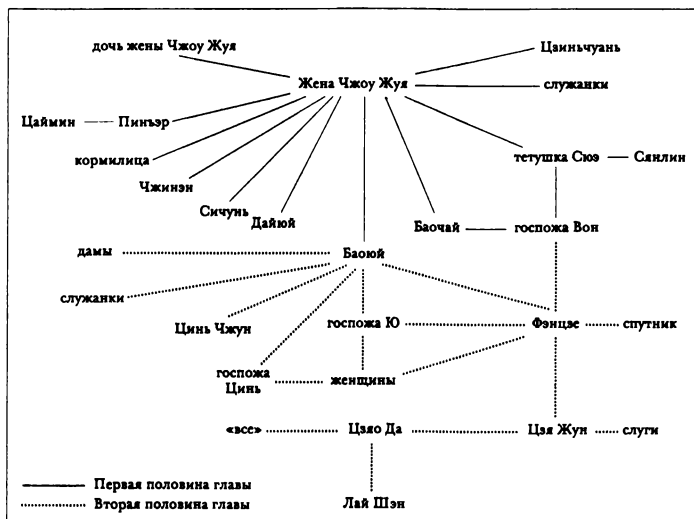 дочь жены Чжоу Жуя
Цзиньчуань
Жена Чжоу Жуя
служанки
Цаймин
Пинъэр
кормилица
тетушка Сюэ
Сянлин
Чжинэн
Сичунь
Дайюй
Баочай
госпожа Вон
дамы
Баоюй
служанки
Цинь Чжун
госпожа Ю
Фэнцзе
спутник
госпожа
Цинь
женщины
«все»
Цзяо Да
Цзя Жун
слуги
Первая половина главы
Вторая половина главы
Лай Шэн